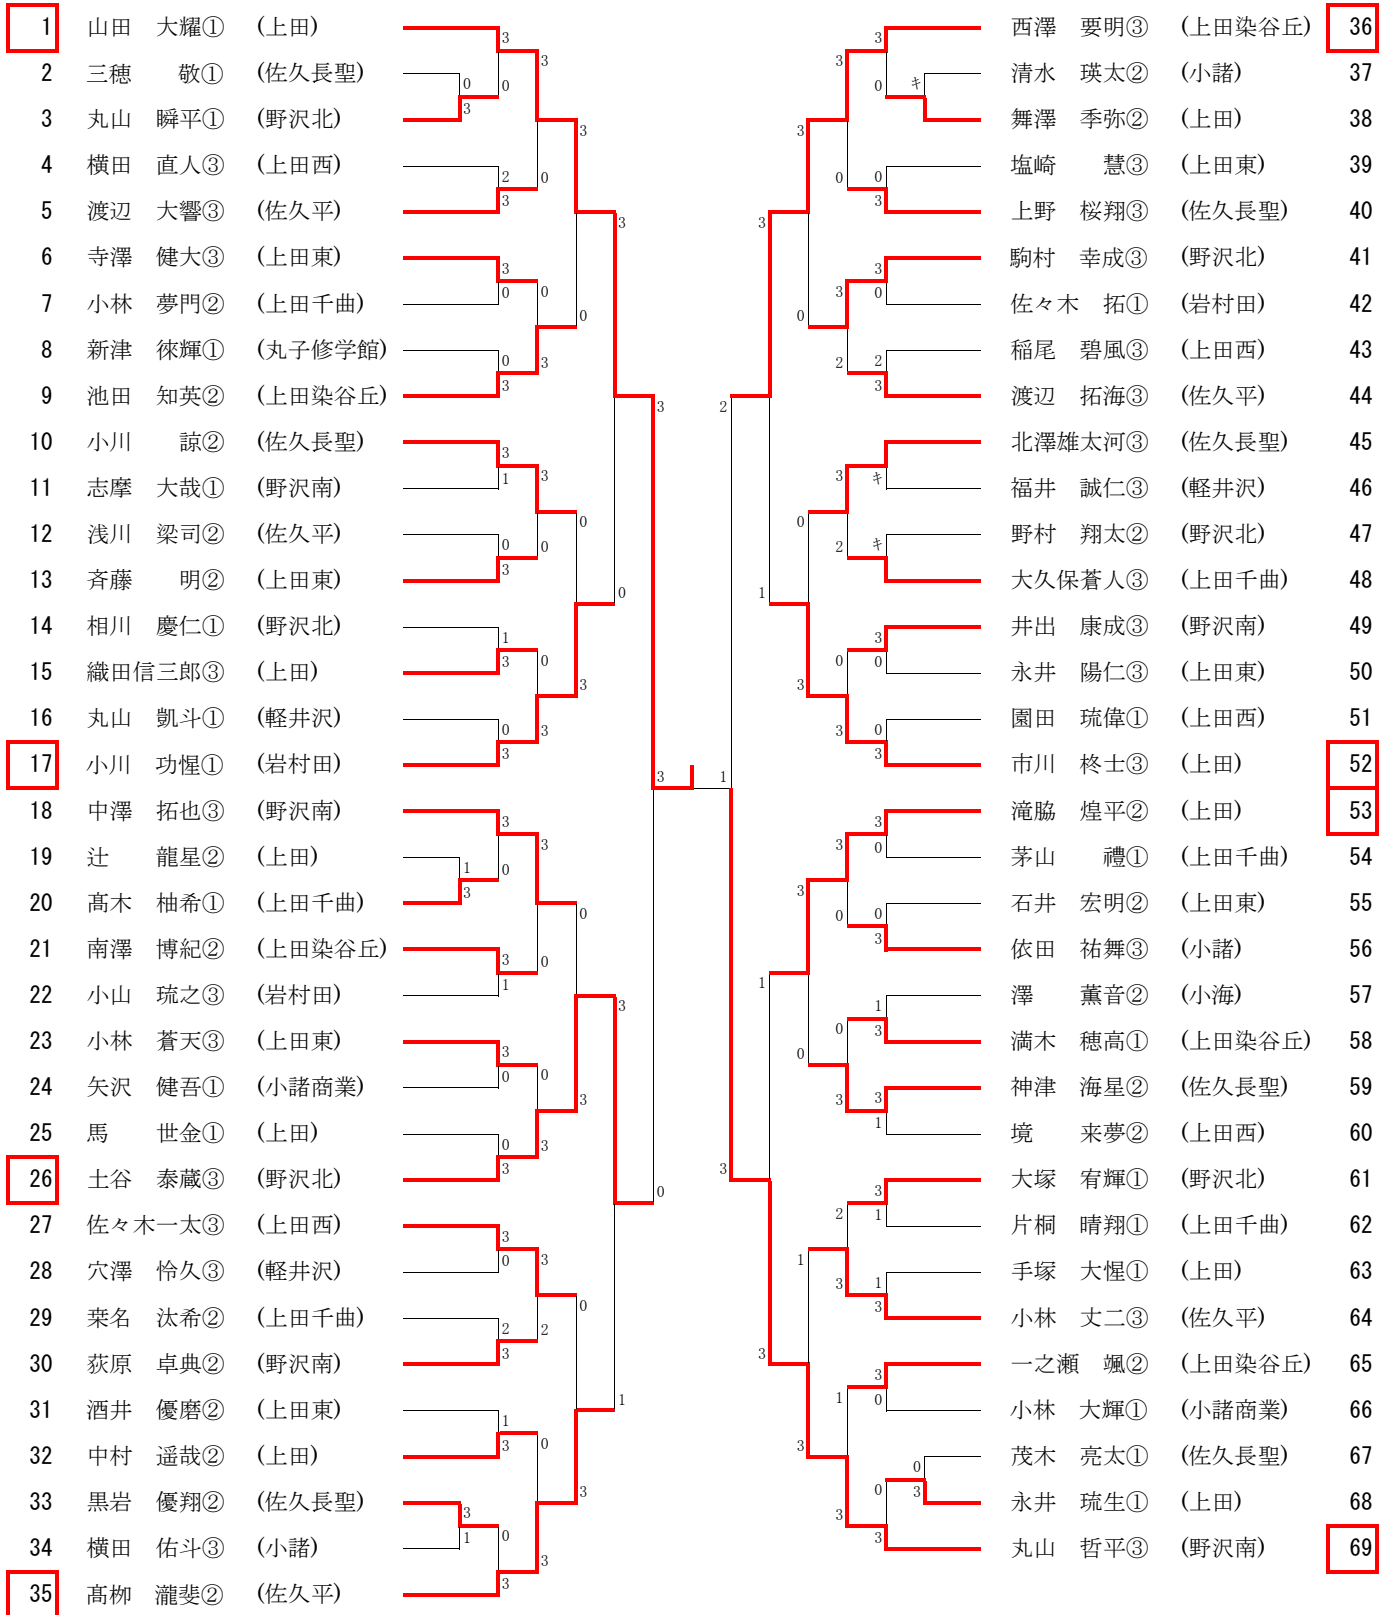 1 山田 大耀① (上田)
2 三穂 敬① (佐久長聖)
3 丸山 瞬平① (野沢北)
4 横田 直人③ (上田西)
5 渡辺 大響③ (佐久平)
6 寺澤 健大③ (上田東)
7 小林 夢門② (上田千曲)
8 新津 徠輝① (丸子修学館)
9 池田 知英② (上田染谷丘)
10 小川 諒② (佐久長聖)
11 志摩 大哉① (野沢南)
12 浅川 梁司② (佐久平)
13 斉藤 明② (上田東)
14 相川 慶仁① (野沢北)
15 織田信三郎③ (上田)
16 丸山 凱斗① (軽井沢)
17 小川 功惺① (岩村田)
18 中澤 拓也③ (野沢南)
19 辻 龍星② (上田)
20 髙木 柚希① (上田千曲)
21 南澤 博紀② (上田染谷丘)
22 小山 琉之③ (岩村田)
23 小林 蒼天③ (上田東)
24 矢沢 健吾① (小諸商業)
25 馬 世金① (上田)
26 土谷 泰蔵③ (野沢北)
27 佐々木一太③ (上田西)
28 穴澤 怜久③ (軽井沢)
29 桒名 汰希② (上田千曲)
30 荻原 卓典② (野沢南)
31 酒井 優磨② (上田東)
32 中村 遥哉② (上田)
33 黒岩 優翔② (佐久長聖)
34 横田 佑斗③ (小諸)
35 髙栁 瀧斐② (佐久平)
西澤 要明③ (上田染谷丘) 36
清水 瑛太② (小諸) 37
舞澤 季弥② (上田) 38
塩崎 慧③ (上田東) 39
上野 桜翔③ (佐久長聖) 40
駒村 幸成③ (野沢北) 41
佐々木 拓① (岩村田) 42
稲尾 碧風③ (上田西) 43
渡辺 拓海③ (佐久平) 44
北澤雄太河③ (佐久長聖) 45
福井 誠仁③ (軽井沢) 46
野村 翔太② (野沢北) 47
大久保蒼人③ (上田千曲) 48
井出 康成③ (野沢南) 49
永井 陽仁③ (上田東) 50
園田 琉偉① (上田西) 51
市川 柊士③ (上田) 52
滝脇 煌平② (上田) 53
茅山 禮① (上田千曲) 54
石井 宏明② (上田東) 55
依田 祐舞③ (小諸) 56
澤 薫音② (小海) 57
満木 穂高① (上田染谷丘) 58
神津 海星② (佐久長聖) 59
境 来夢② (上田西) 60
大塚 宥輝① (野沢北) 61
片桐 晴翔① (上田千曲) 62
手塚 大惺① (上田) 63
小林 丈二③ (佐久平) 64
一之瀬 颯② (上田染谷丘) 65
小林 大輝① (小諸商業) 66
茂木 亮太① (佐久長聖) 67
永井 琉生① (上田) 68
丸山 哲平③ (野沢南) 69